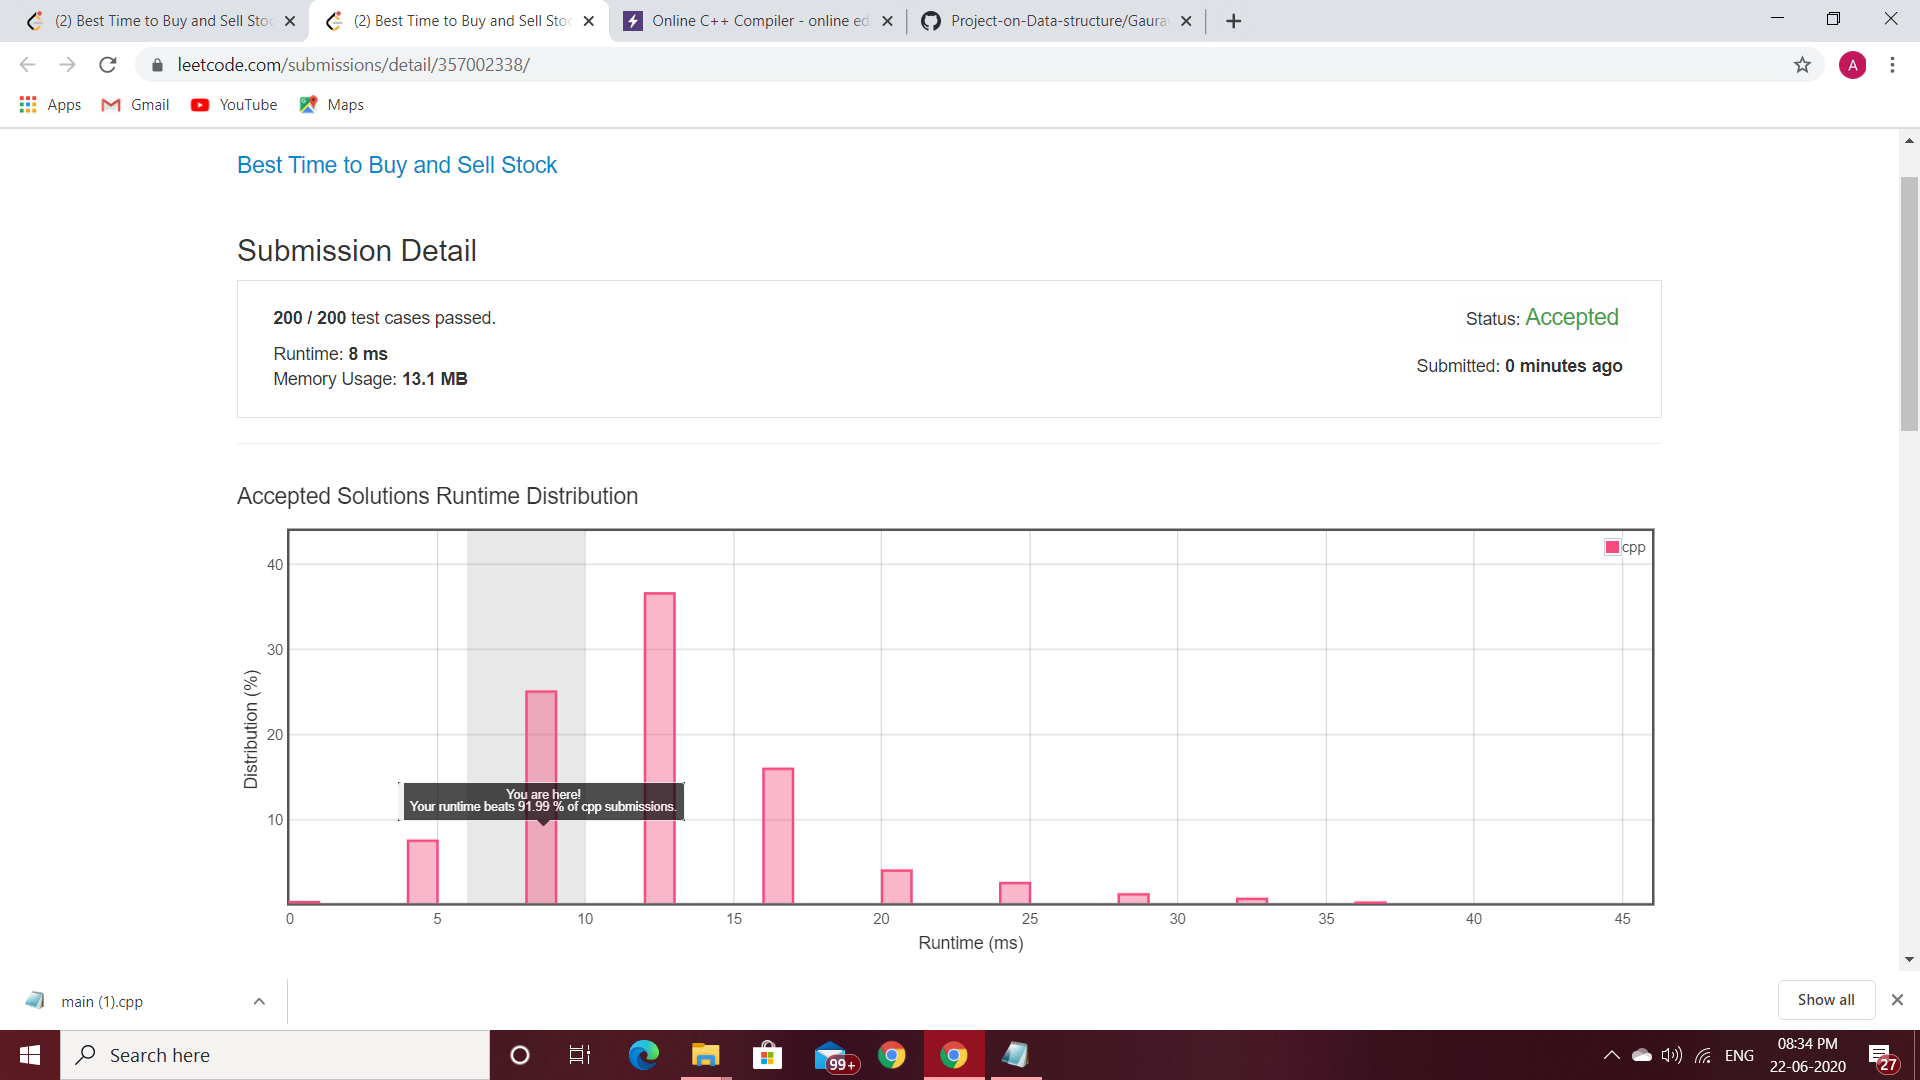 (2) Best Time to Buy and Sell Sto
(2) Best Time to Buy and Sell Sto
Online C++ Compiler - online ed
Project-on-Data-structure/Gaura
leetcode.com/submissions/detail/357002338/
A
Apps
Gmail
YouTube
Maps
Best Time to Buy and Sell Stock
Submission Detail
200 / 200 test cases passed.
Status: Accepted
Runtime: 8 ms
Submitted: 0 minutes ago
Memory Usage: 13.1 MB
Accepted Solutions Runtime Distribution
cpp
40
30
20
10
Distribution (%)
You are here!
Your runtime beats 91.99 % of cpp submissions.
0 5 10 15 20 25 30 35 40 45
Runtime (ms)
main (1).cpp
Show all
Search here
99+
ENG
08:34 PM
22-06-2020
27